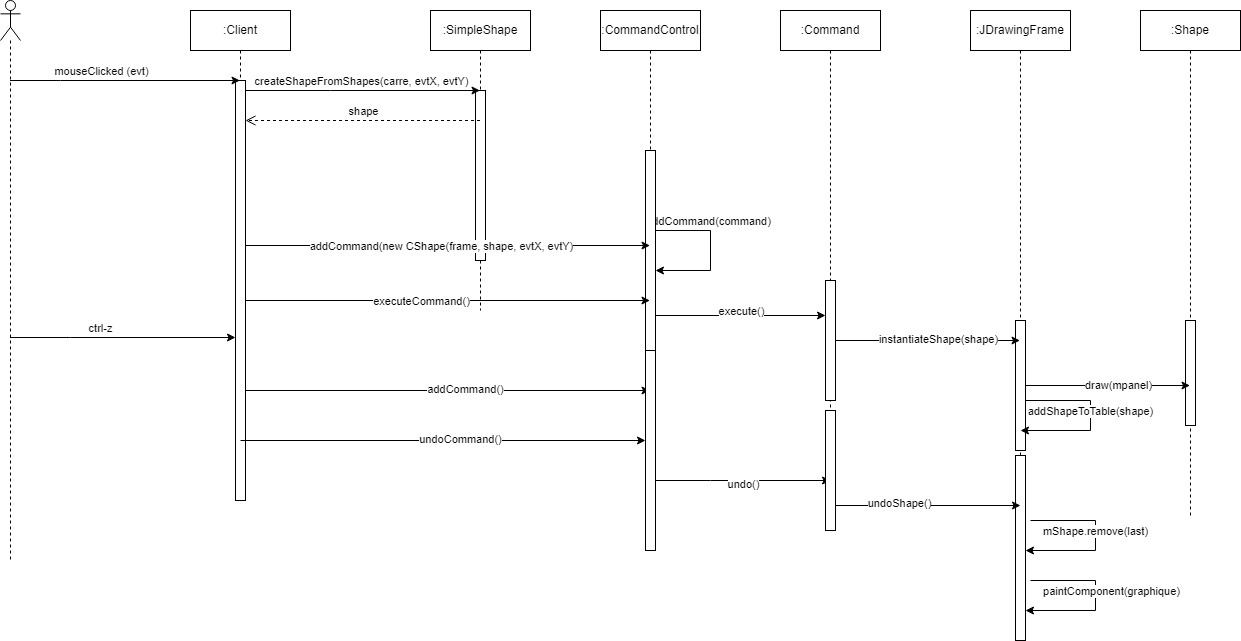 :Client
:SimpleShape
:CommandControl
:Command
:JDrawingFrame
:Shape
mouseClicked (evt)
createShapeFromShapes(carre, evtX, evtY)
shape
ddCommand(command)
addCommand(new CShape(frame, shape, evtX, evtY)
executeCommand()
execute()
ctrl-z
instantiateShape(shape)
draw(mpanel)
addCommand()
addShapeToTable(shape)
undoCommand()
undo()
undoShape()
mShape.remove(last)
paintComponent(graphique)